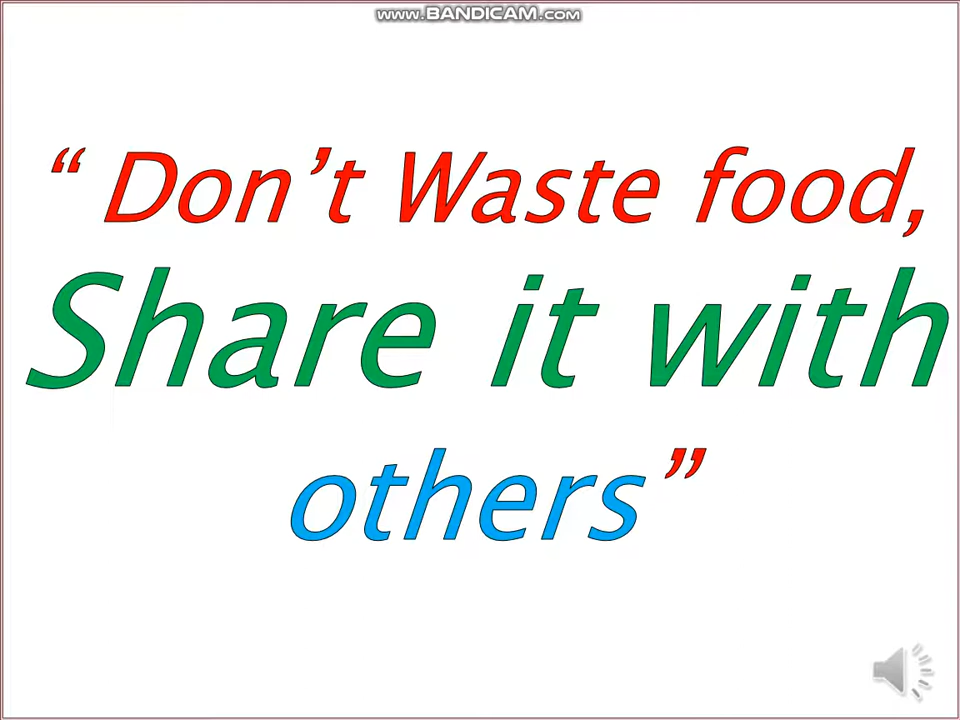 www.BANDICAM.com
“ Don’t Waste food,
Share it with
others”